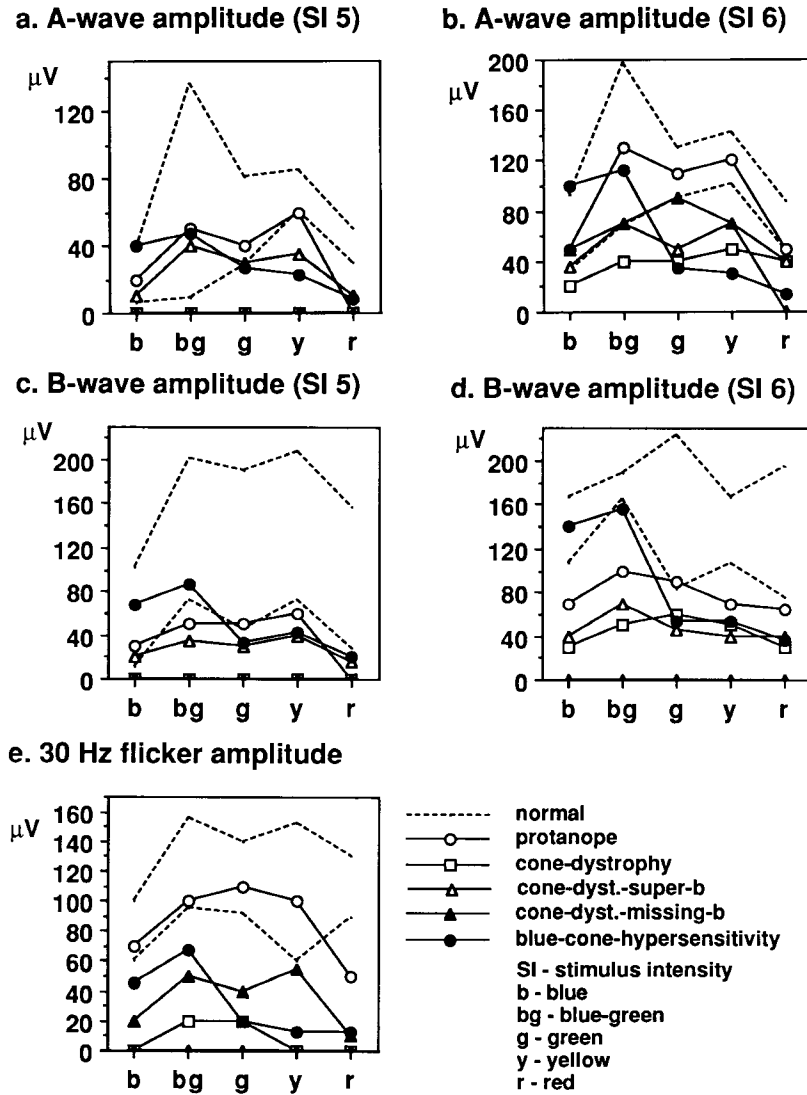 a. A-wave amplitude (SI 5)
µV
120
80
40
0
b bg g y r
b. A-wave amplitude (SI 6)
µV
200
160
120
80
40
0
b bg g y r
c. B-wave amplitude (SI 5)
µV
200
160
120
80
40
0
b bg g y r
d. B-wave amplitude (SI 6)
µV
200
160
120
80
40
0
b bg g y r
e. 30 Hz flicker amplitude
µV
160
140
120
100
80
60
40
20
0
b bg g y r
normal
protanope
cone-dystrophy
cone-dyst.-super-b
cone-dyst.-missing-b
blue-cone-hypersensitivity
SI - stimulus intensity
b - blue
bg - blue-green
g - green
y - yellow
r - red